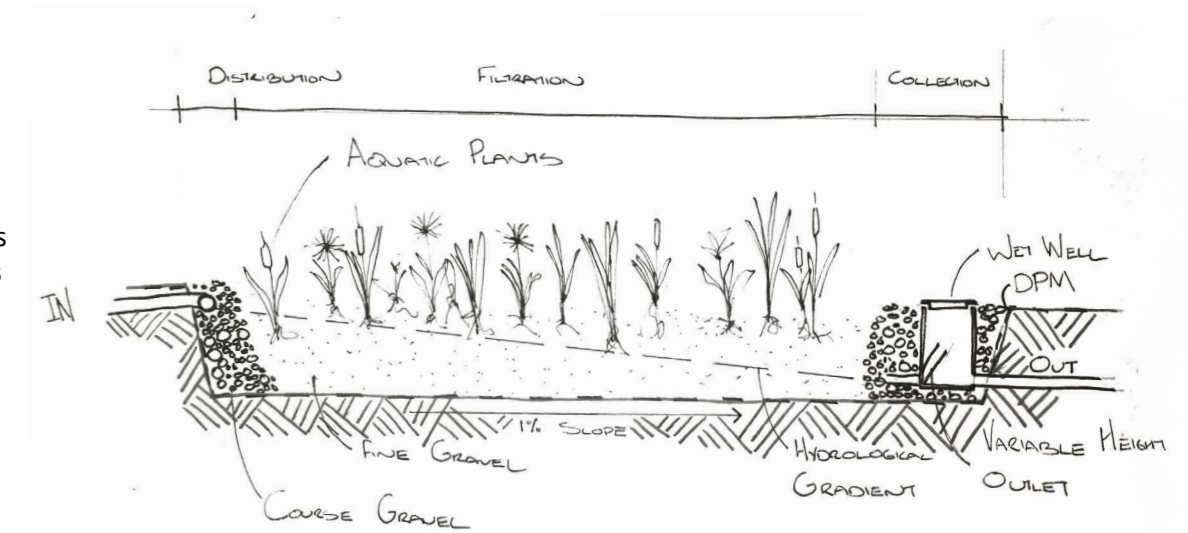 DISTRIBUTION
FILTRATION
COLLECTION
AQUATIC PLANTS
s
s
WET WELL
DPM
IN
OUT
1% SLOPE
FINE GRAVEL
HYDROLOGICAL
GRADIENT
VARIABLE HEIGHT
OUTLET
COURSE GRAVEL